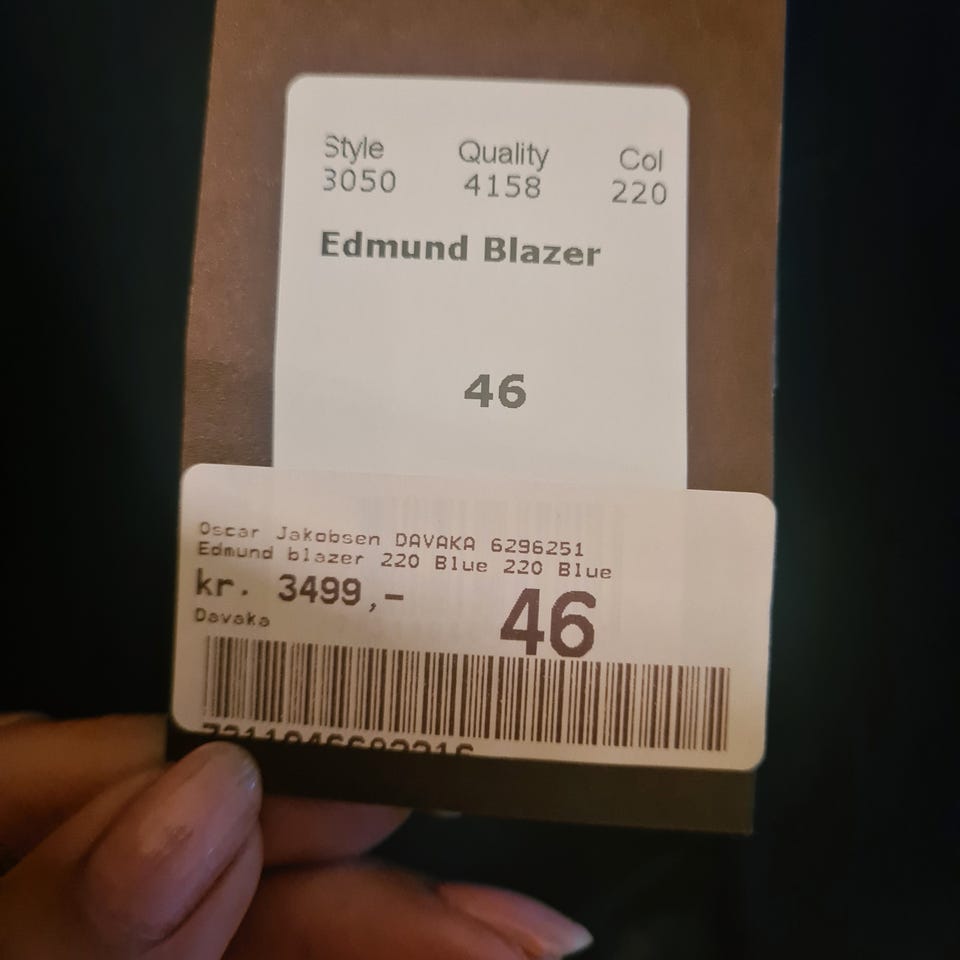 Style Quality Col
3050 4158 220
Edmund Blazer
46
Oscar Jakobsen DAVAKA 6296251
Edmund blazer 220 Blue 220 Blue
kr. 3499,-
46
Davaka